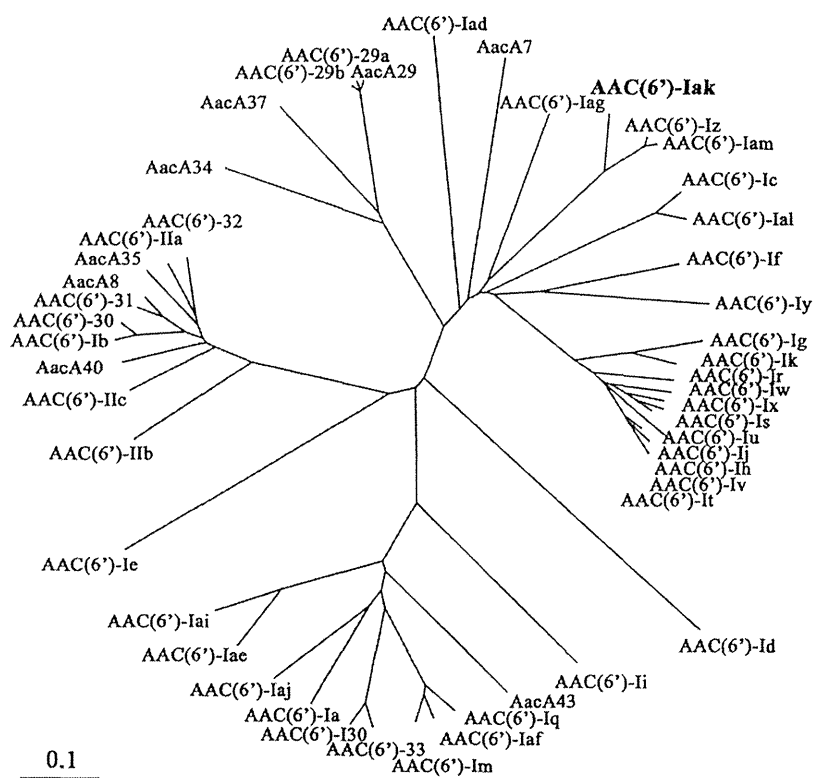 AAC(6’)-Iad
AacA7
AAC(6’)-29a
AAC(6’)-29b AacA29
AAC(6’)-Iak
AacA37
AAC(6’)-Iag
AAC(6’)-Iz
AAC(6’)-Iam
AacA34
AAC(6’)-Ic
AAC(6’)-Ial
AAC(6’)-32
AAC(6’)-IIa
AacA35
AAC(6’)-If
AacA8
AAC(6’)-31
AAC(6’)-Iy
AAC(6’)-30
AAC(6’)-Ib
AAC(6’)-Ig
AAC(6’)-Ik
AacA40
AAC(6’)-Ir
AAC(6’)-Iw
AAC(6’)-IIc
AAC(6’)-Ix
AAC(6’)-Is
AAC(6’)-Iu
AAC(6’)-IIb
AAC(6’)-Ij
AAC(6’)-Ih
AAC(6’)-Iv
AAC(6’)-It
AAC(6’)-Ie
AAC(6’)-Iai
AAC(6’)-Id
AAC(6’)-Iae
AAC(6’)-Ii
AAC(6’)-Iaj
AacA43
AAC(6’)-Ia
AAC(6’)-Iq
AAC(6’)-I30
AAC(6’)-Iaf
AAC(6’)-33
AAC(6’)-Im
0.1